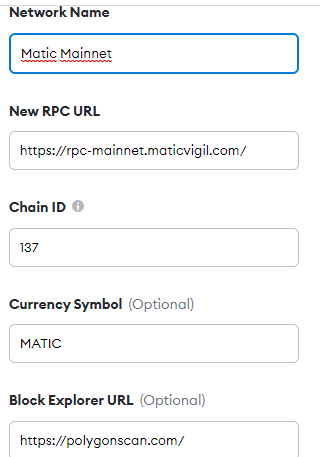 Network Name
Matic Mainnet
New RPC URL
https://rpc-mainnet.maticvigil.com/
Chain ID
137
Currency Symbol (Optional)
MATIC
Block Explorer URL (Optional)
https://polygonscan.com/